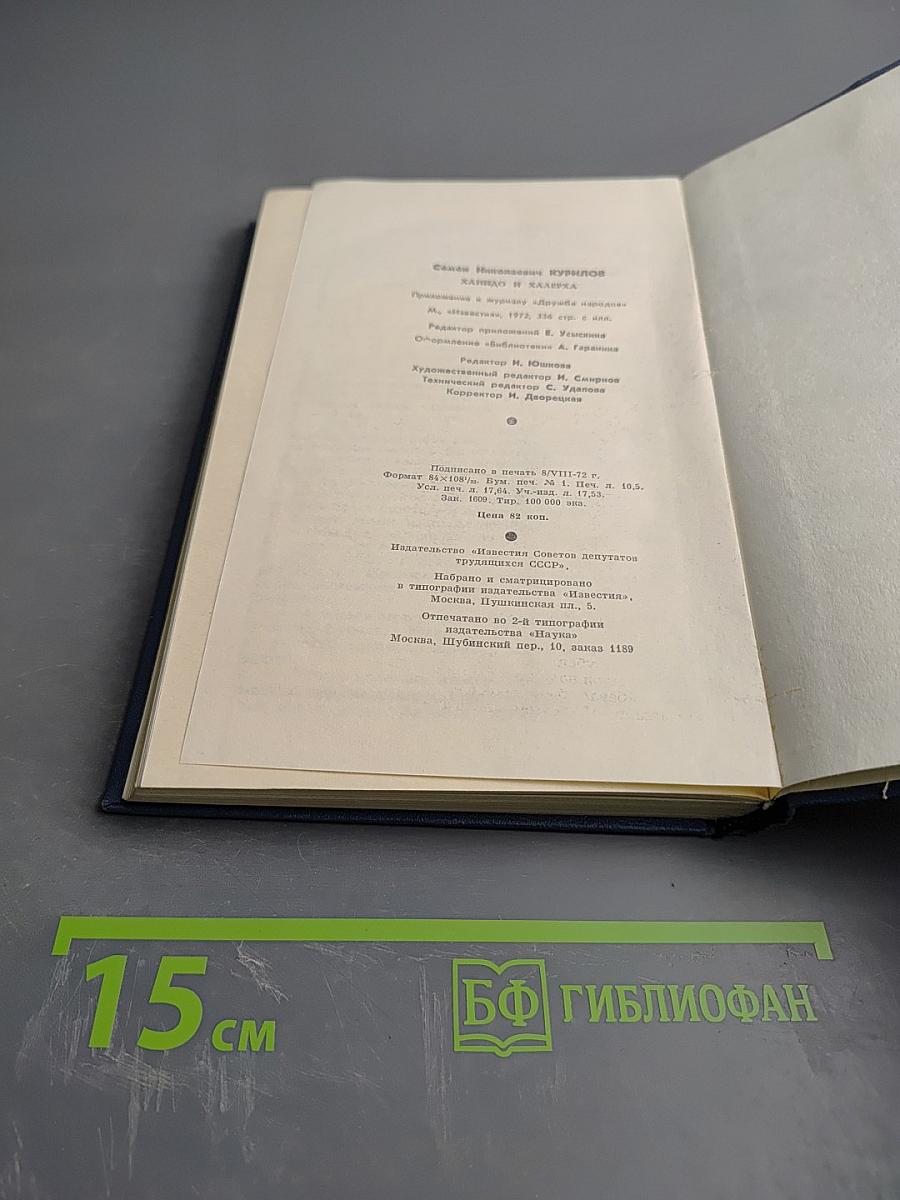 Семен Николаевич КУРИЛОВ
ХАНИДО И ХАЛЕРХА
Приложение к журналу «Дружба народов»
М., «Известия», 1972, 336 стр. с илл.
Редактор приложений Е. Усыскина
Оформление «Библиотеки» А. Гаранина
Редактор И. Юшкова
Художественный редактор И. Смирнов
Технический редактор С. Удалова
Корректор И. Дворецкая
Подписано в печать 8/VIII-72 г.
Формат 84×108¹/₃₂. Бум. печ. № 1. Печ. л. 10,5.
Усл. печ. л. 17,64. Уч.-изд. л. 17,53.
Зак. 1609. Тир. 100 000 экз.
Цена 82 коп.
Издательство «Известия Советов депутатов
трудящихся СССР».
Набрано и сматрицировано
в типографии издательства «Известия».
Москва, Пушкинская пл., 5.
Отпечатано во 2-й типографии
издательства «Наука»
Москва, Шубинский пер., 10, заказ 1189
15 см
БФ ГИБЛИОФАН